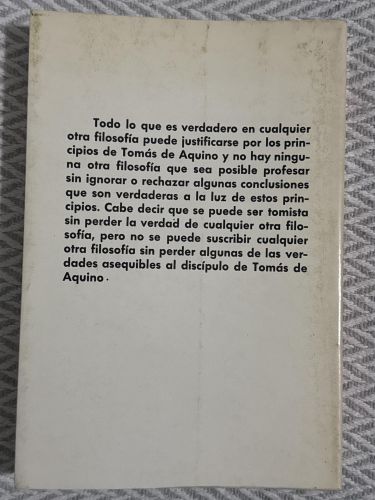 Todo lo que es verdadero en cualquier
otra filosofía puede justificarse por los prin-
cipios de Tomás de Aquino y no hay ningu-
na otra filosofía que sea posible profesar
sin ignorar o rechazar algunas conclusiones
que son verdaderas a la luz de estos prin-
cipios. Cabe decir que se puede ser tomista
sin perder la verdad de cualquier otra filo-
sofía, pero no se puede suscribir cualquier
otra filosofía sin perder algunas de las ver-
dades asequibles al discípulo de Tomás de
Aquino.